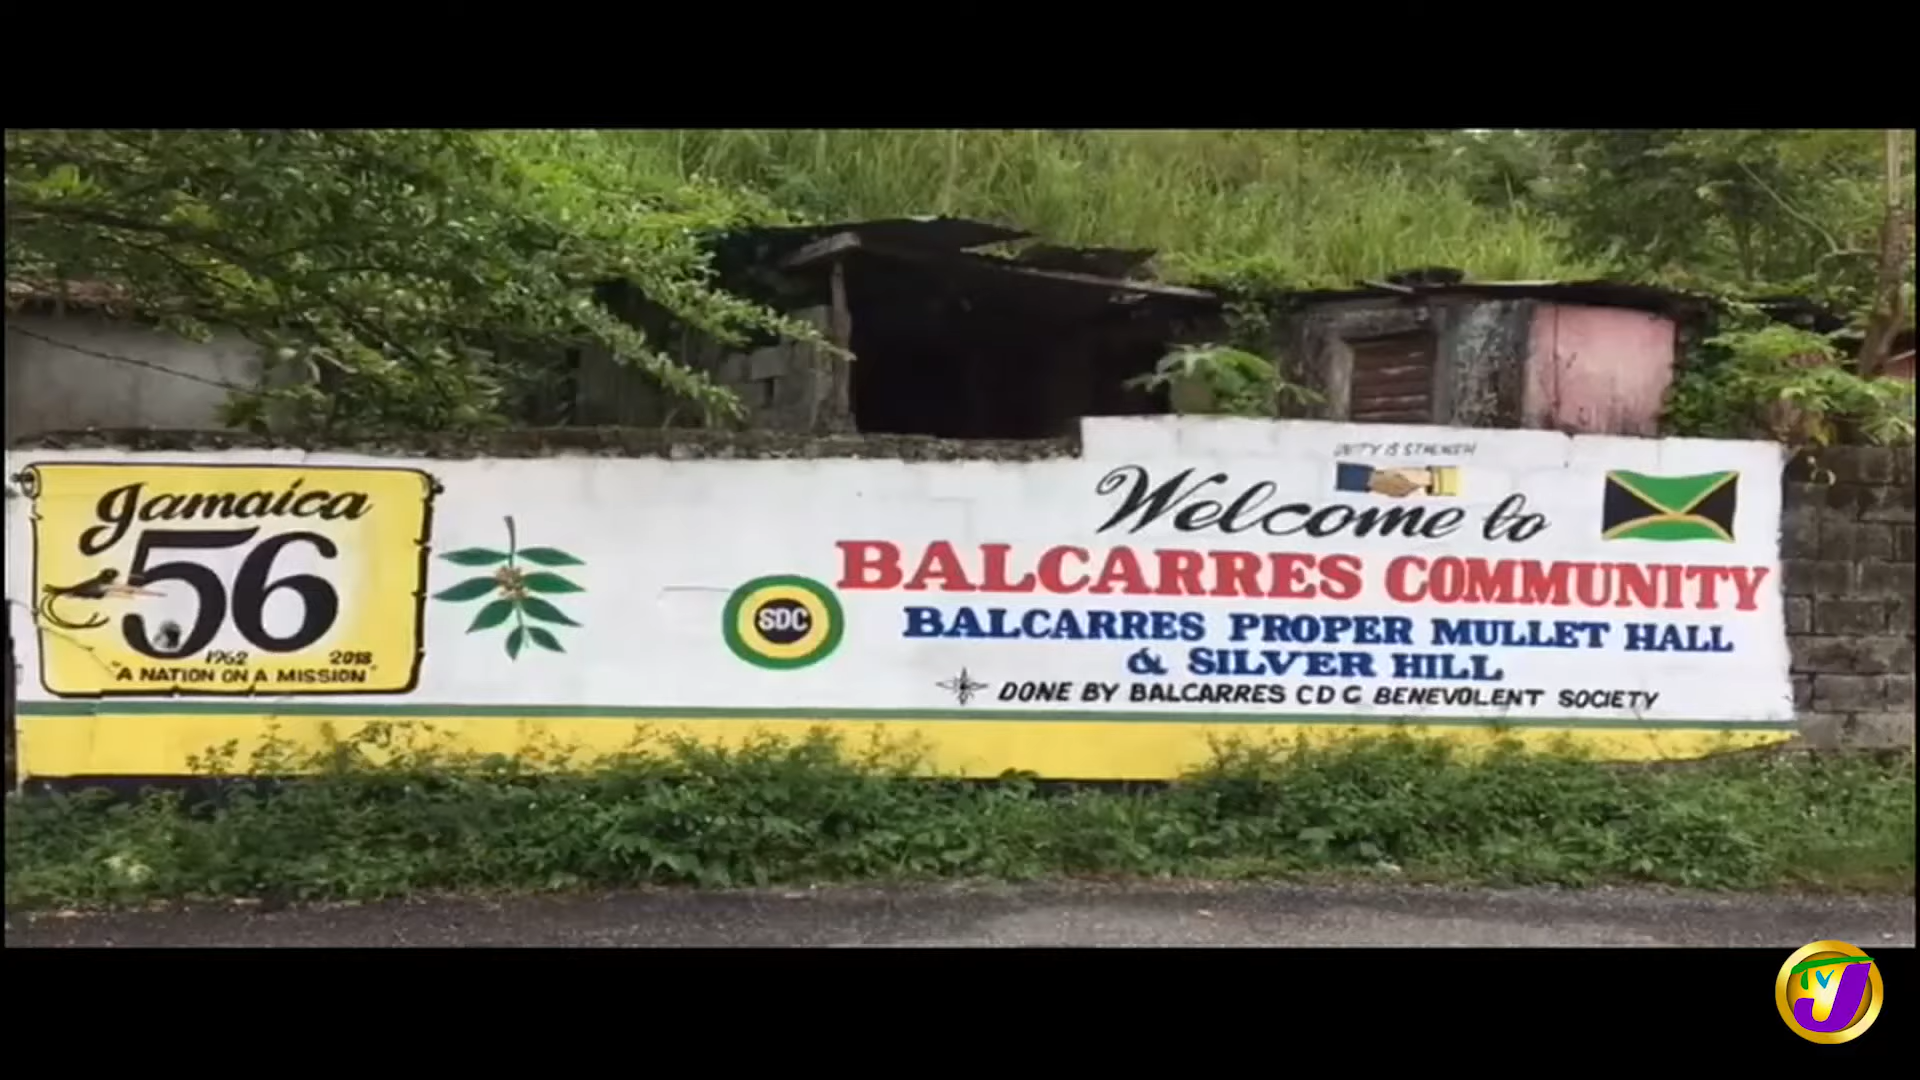 Jamaica
56
1962 2018
"A NATION ON A MISSION"
UNITY IS STRENGTH
Welcome to
BALCARRES COMMUNITY
SDC
BALCARRES PROPER MULLET HALL
& SILVER HILL
DONE BY BALCARRES C D C BENEVOLENT SOCIETY
TVJ